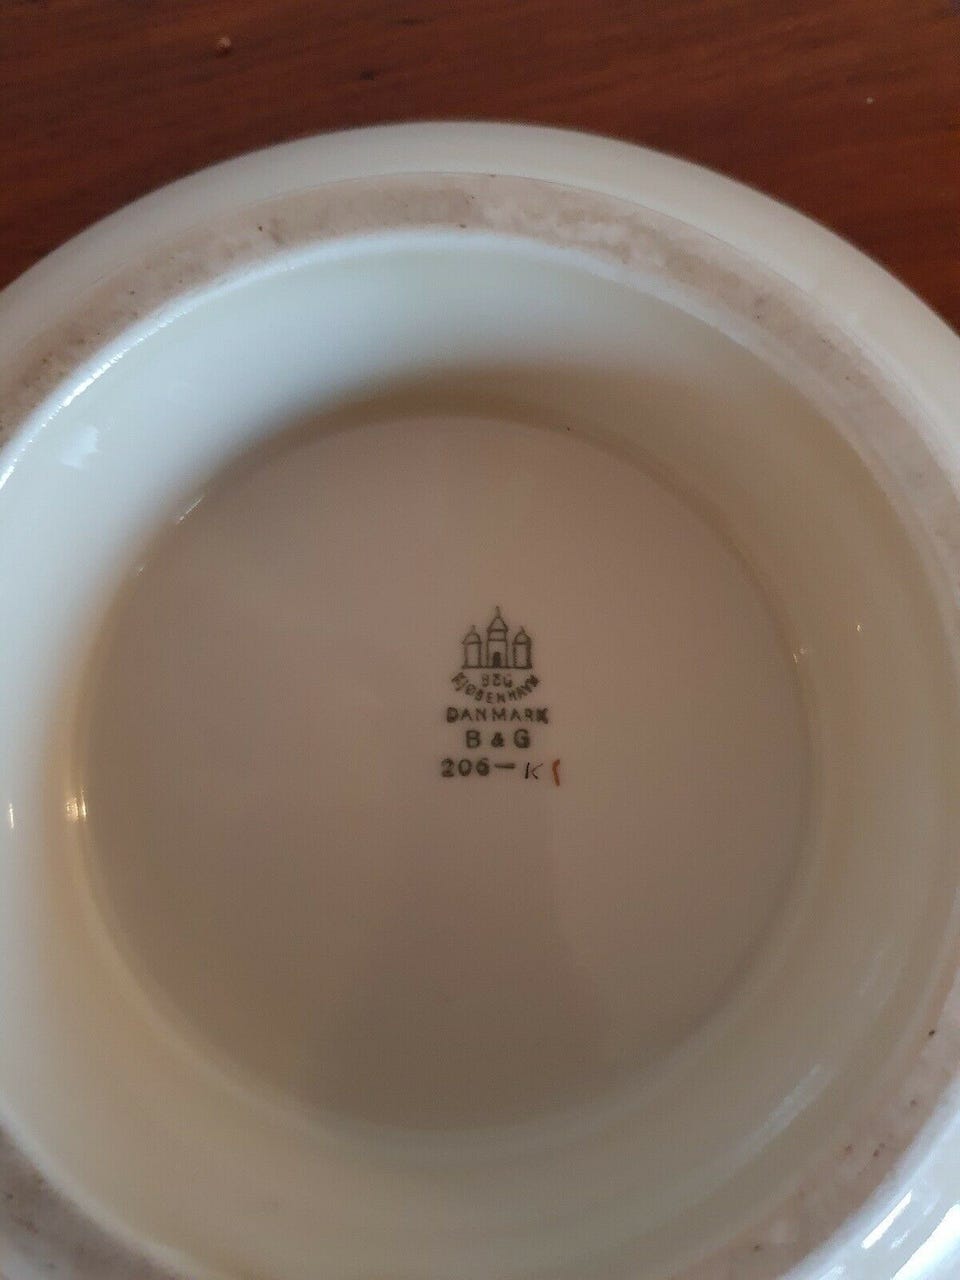 B&G
KJØBENHAVN
DANMARK
B & G
206-K